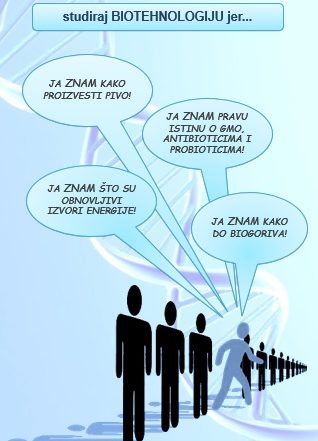 studiraj BIOTEHNOLOGIJU jer...
JA ZNAM KAKO
PROIZVESTI PIVO!
JA ZNAM PRAVU
ISTINU O GMO,
ANTIBIOTICIMA I
PROBIOTICIMA!
JA ZNAM ŠTO SU
OBNOVLJIVI
IZVORI ENERGIJE!
JA ZNAM KAKO
DO BIOGORIVA!